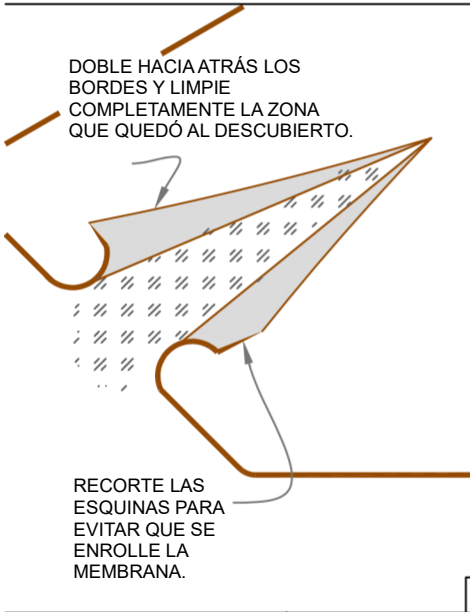 DOBLE HACIA ATRÁS LOS
BORDES Y LIMPIE
COMPLETAMENTE LA ZONA
QUE QUEDÓ AL DESCUBIERTO.
RECORTE LAS
ESQUINAS PARA
EVITAR QUE SE
ENROLLE LA
MEMBRANA.